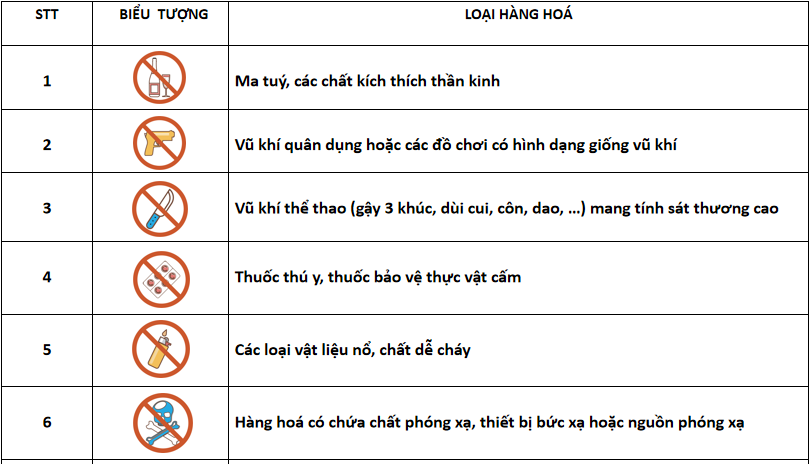 STT BIỂU TƯỢNG LOẠI HÀNG HOÁ
1 Ma tuý, các chất kích thích thần kinh
2 Vũ khí quân dụng hoặc các đồ chơi có hình dạng giống vũ khí
3 Vũ khí thể thao (gậy 3 khúc, dùi cui, côn, dao, ...) mang tính sát thương cao
4 Thuốc thú y, thuốc bảo vệ thực vật cấm
5 Các loại vật liệu nổ, chất dễ cháy
6 Hàng hoá có chứa chất phóng xạ, thiết bị bức xạ hoặc nguồn phóng xạ